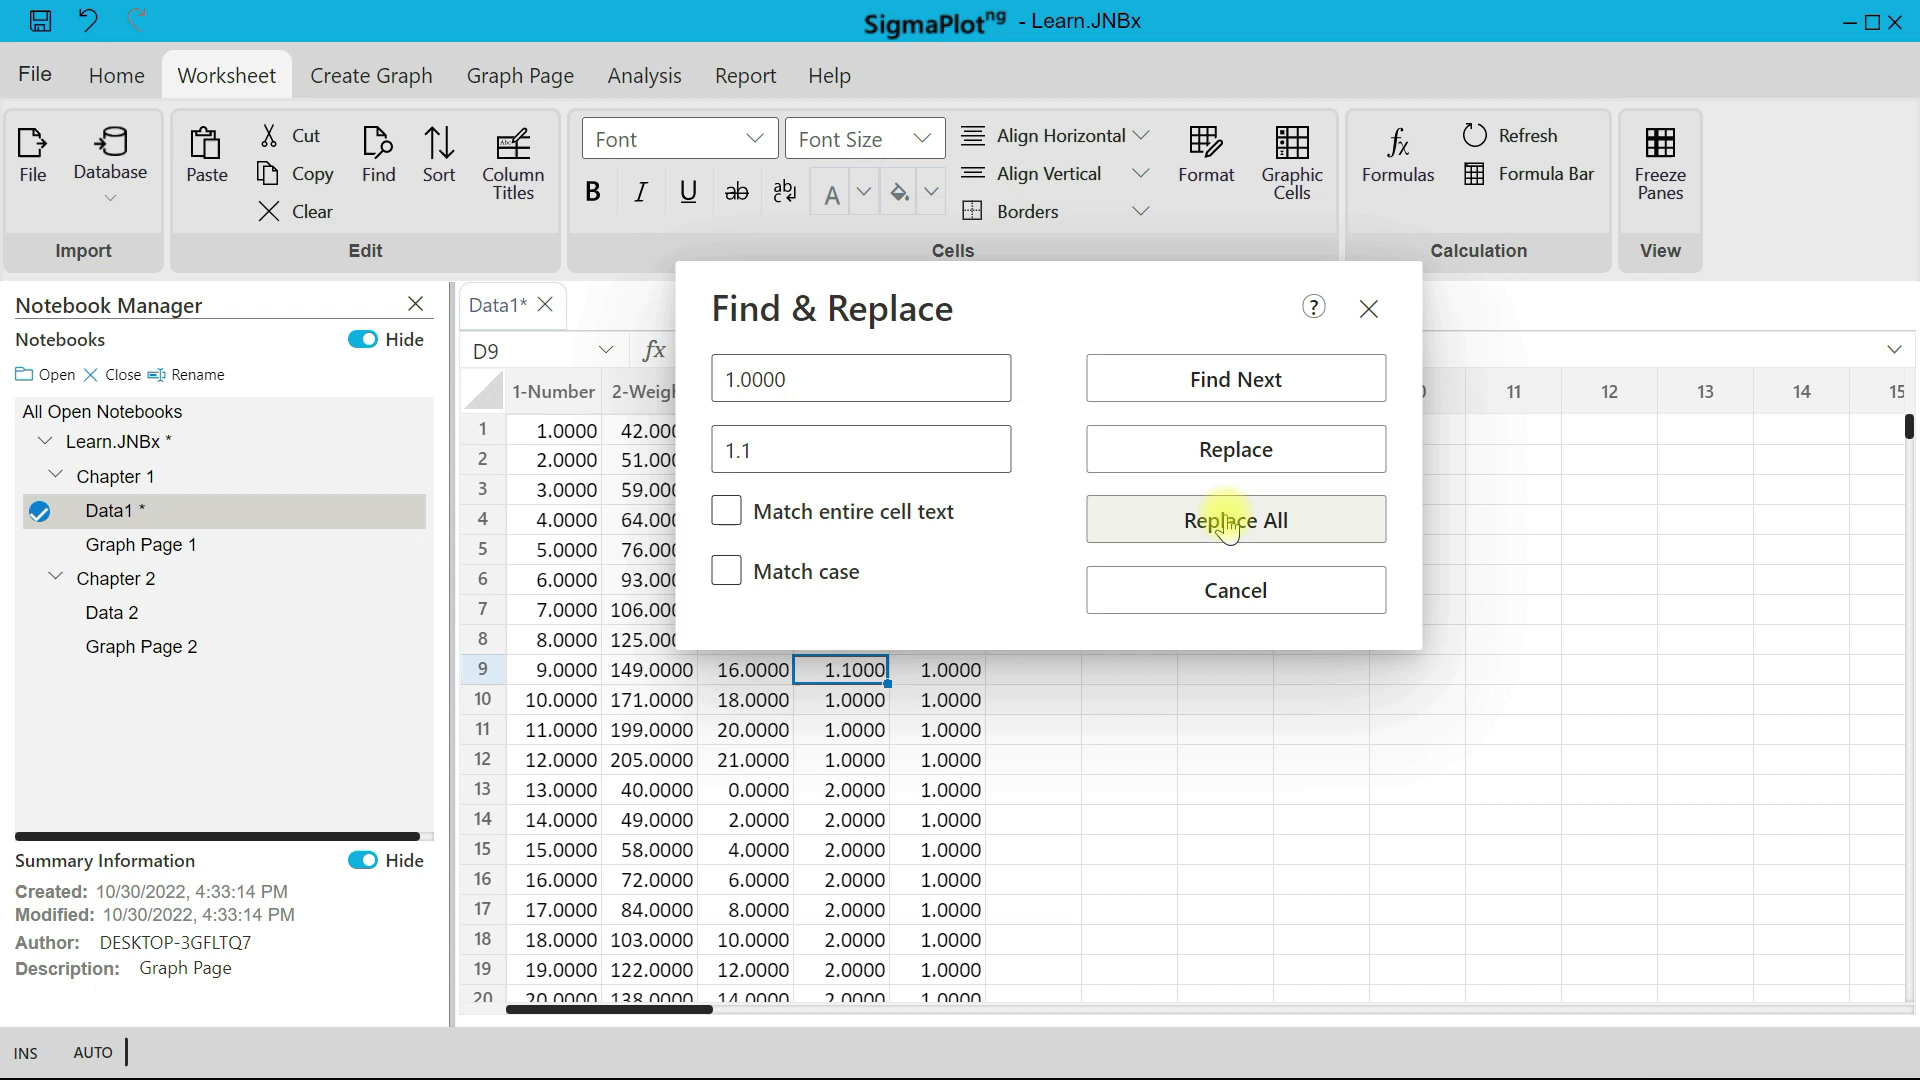 SigmaPlot ng - Learn.JNBx
File Home Worksheet Create Graph Graph Page Analysis Report Help
File
Database
Import
Paste
Cut
Copy
Clear
Find
Sort
Column
Titles
Edit
Font
Font Size
B I U ab ab A
Align Horizontal
Align Vertical
Borders
Format
Graphic
Cells
Cells
fx
Formulas
Refresh
Formula Bar
Calculation
Freeze
Panes
View
Notebook Manager
Notebooks Hide
Open Close Rename
All Open Notebooks
Learn.JNBx *
Chapter 1
Data1 *
Graph Page 1
Chapter 2
Data 2
Graph Page 2
Summary Information Hide
Created: 10/30/2022, 4:33:14 PM
Modified: 10/30/2022, 4:33:14 PM
Author: DESKTOP-3GFLTQ7
Description: Graph Page
Data1*
D9 fx
1-Number 2-Weigh 11 12 13 14 15
1 1.0000 42.000
2 2.0000 51.000
3 3.0000 59.000
4 4.0000 64.000
5 5.0000 76.000
6 6.0000 93.000
7 7.0000 106.000
8 8.0000 125.000
9 9.0000 149.0000 16.0000 1.1000 1.0000
10 10.0000 171.0000 18.0000 1.0000 1.0000
11 11.0000 199.0000 20.0000 1.0000 1.0000
12 12.0000 205.0000 21.0000 1.0000 1.0000
13 13.0000 40.0000 0.0000 2.0000 1.0000
14 14.0000 49.0000 2.0000 2.0000 1.0000
15 15.0000 58.0000 4.0000 2.0000 1.0000
16 16.0000 72.0000 6.0000 2.0000 1.0000
17 17.0000 84.0000 8.0000 2.0000 1.0000
18 18.0000 103.0000 10.0000 2.0000 1.0000
19 19.0000 122.0000 12.0000 2.0000 1.0000
20 20.0000 138.0000 14.0000 2.0000 1.0000
Find & Replace ?
1.0000
1.1
Match entire cell text
Match case
Find Next
Replace
Replace All
Cancel
INS AUTO